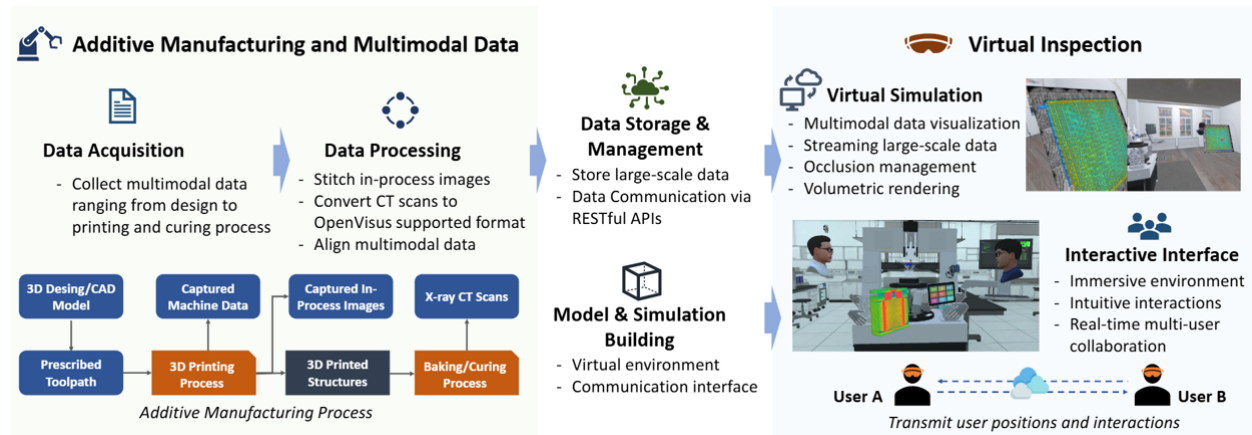 Additive Manufacturing and Multimodal Data
Data Acquisition
- Collect multimodal data
ranging from design to
printing and curing process
Data Processing
- Stitch in-process images
- Convert CT scans to
OpenVisus supported format
- Align multimodal data
3D Desing/CAD
Model
Captured
Machine Data
Captured In-
Process Images
X-ray CT Scans
Prescribed
Toolpath
3D Printing
Process
3D Printed
Structures
Baking/Curing
Process
Additive Manufacturing Process
Data Storage &
Management
- Store large-scale data
- Data Communication via
RESTful APIs
Model & Simulation
Building
- Virtual environment
- Communication interface
Virtual Inspection
Virtual Simulation
- Multimodal data visualization
- Streaming large-scale data
- Occlusion management
- Volumetric rendering
Interactive Interface
- Immersive environment
- Intuitive interactions
- Real-time multi-user
collaboration
User A
User B
Transmit user positions and interactions